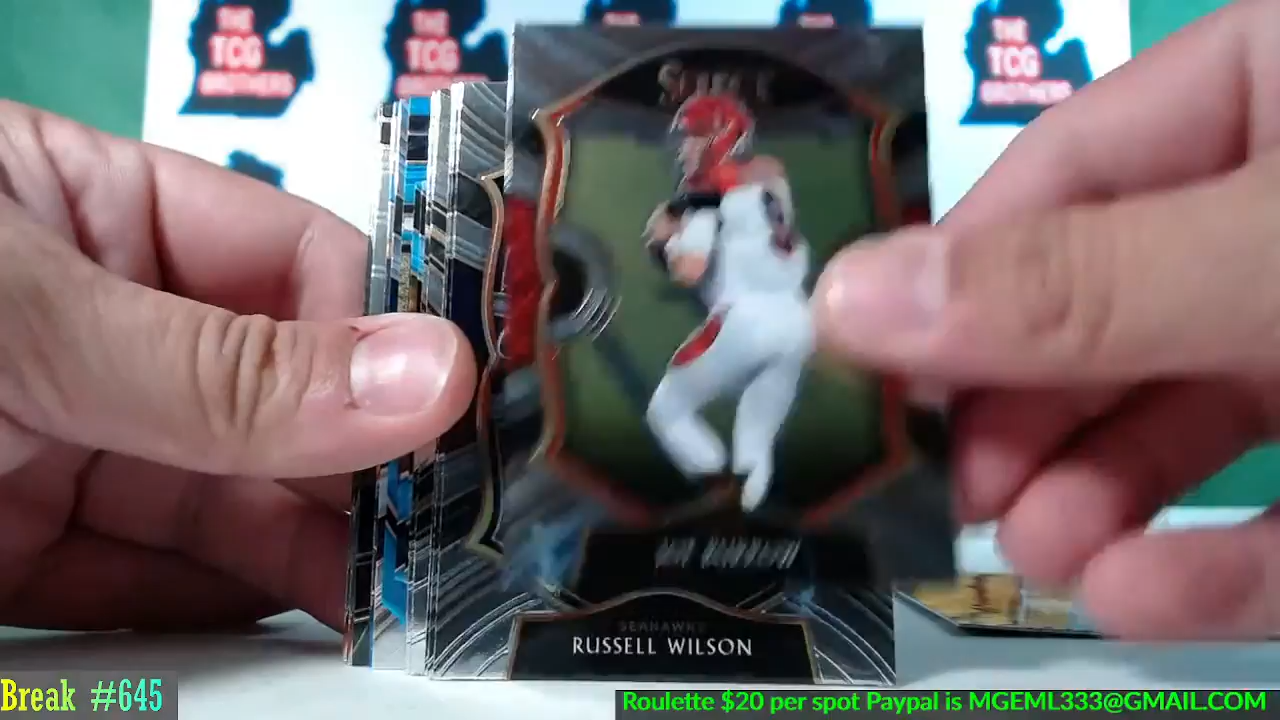 THE
TCG
BROTHERS
THE
TCG
BROTHERS
THE
TCG
BROTHERS
SELECT
SEAHAWKS
RUSSELL WILSON
Break #645
Roulette $20 per spot Paypal is MGEML333@GMAIL.COM